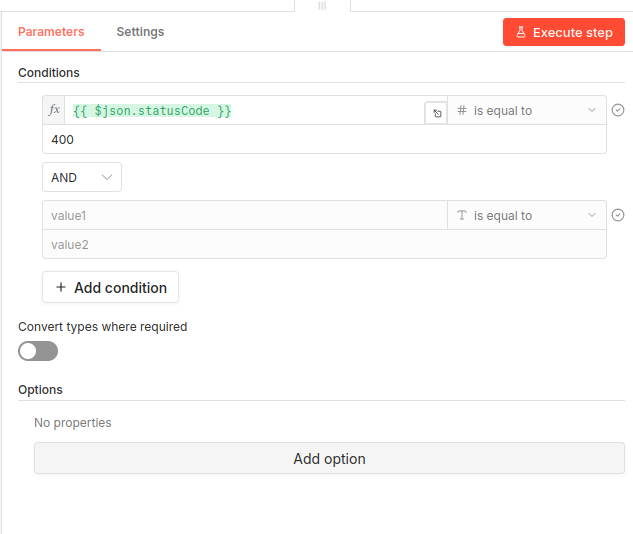 Parameters Settings Execute step
Conditions
fx {{ $json.statusCode }} # is equal to
400
AND
value1 T is equal to
value2
+ Add condition
Convert types where required
Options
No properties
Add option